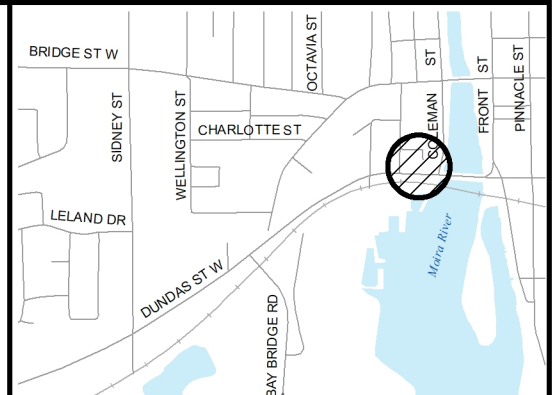 BRIDGE ST W
OCTAVIA ST
COLEMAN ST
FRONT ST
PINNACLE ST
SIDNEY ST
WELLINGTON ST
CHARLOTTE ST
LELAND DR
DUNDAS ST W
BAY BRIDGE RD
Moira River